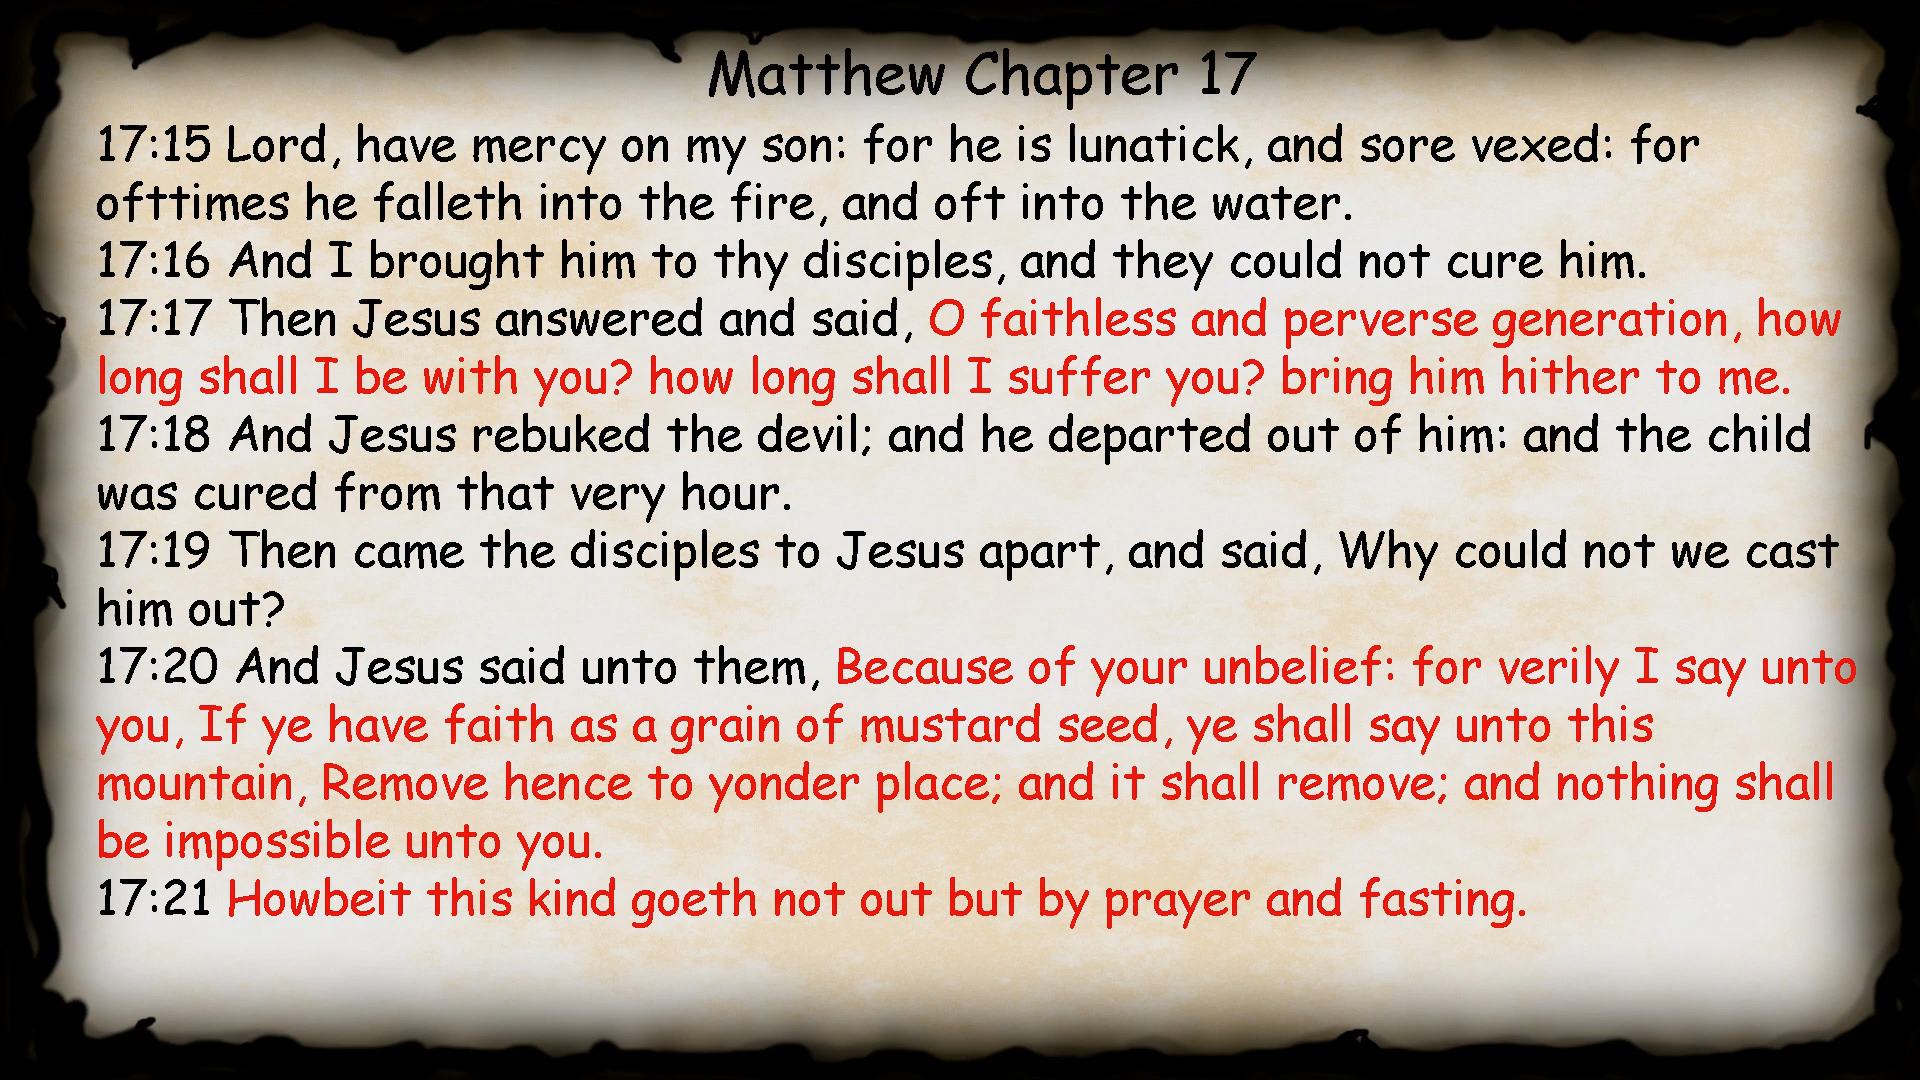 Matthew Chapter 17
17:15 Lord, have mercy on my son: for he is lunatick, and sore vexed: for
ofttimes he falleth into the fire, and oft into the water.
17:16 And I brought him to thy disciples, and they could not cure him.
17:17 Then Jesus answered and said, O faithless and perverse generation, how
long shall I be with you? how long shall I suffer you? bring him hither to me.
17:18 And Jesus rebuked the devil; and he departed out of him: and the child
was cured from that very hour.
17:19 Then came the disciples to Jesus apart, and said, Why could not we cast
him out?
17:20 And Jesus said unto them, Because of your unbelief: for verily I say unto
you, If ye have faith as a grain of mustard seed, ye shall say unto this
mountain, Remove hence to yonder place; and it shall remove; and nothing shall
be impossible unto you.
17:21 Howbeit this kind goeth not out but by prayer and fasting.